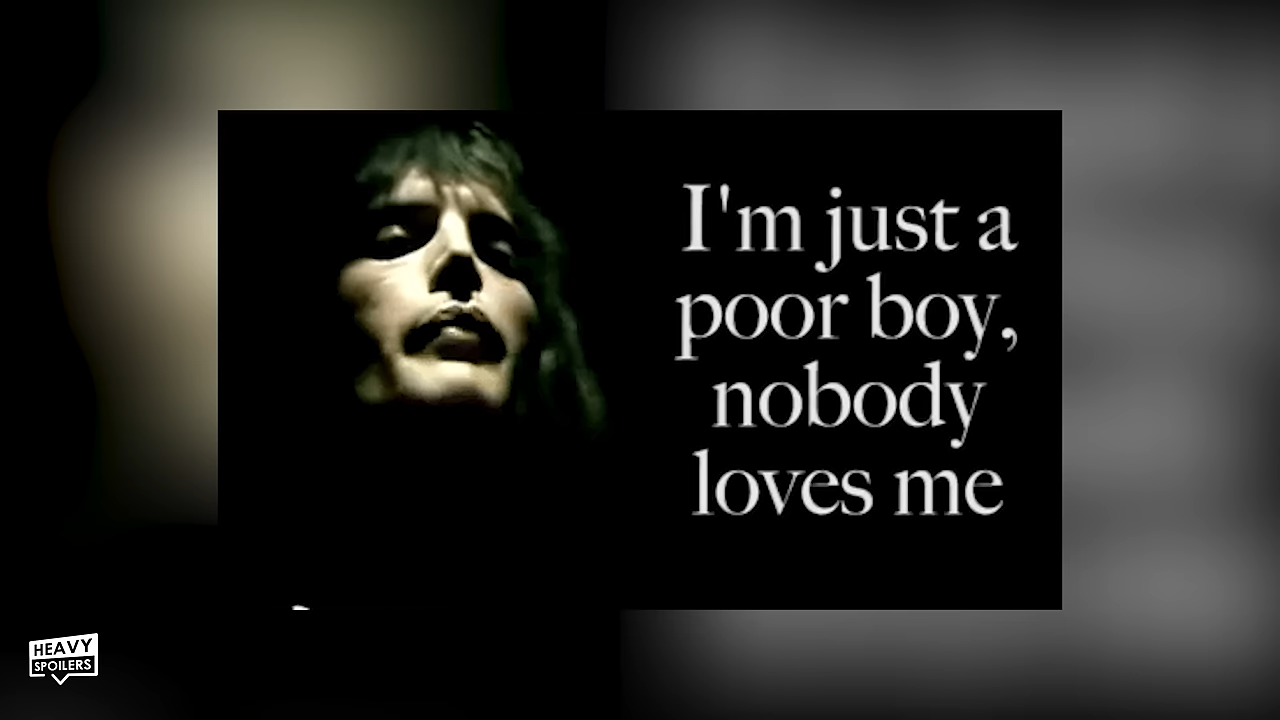 I'm just a
poor boy,
nobody
loves me
HEAVY
SPOILERS